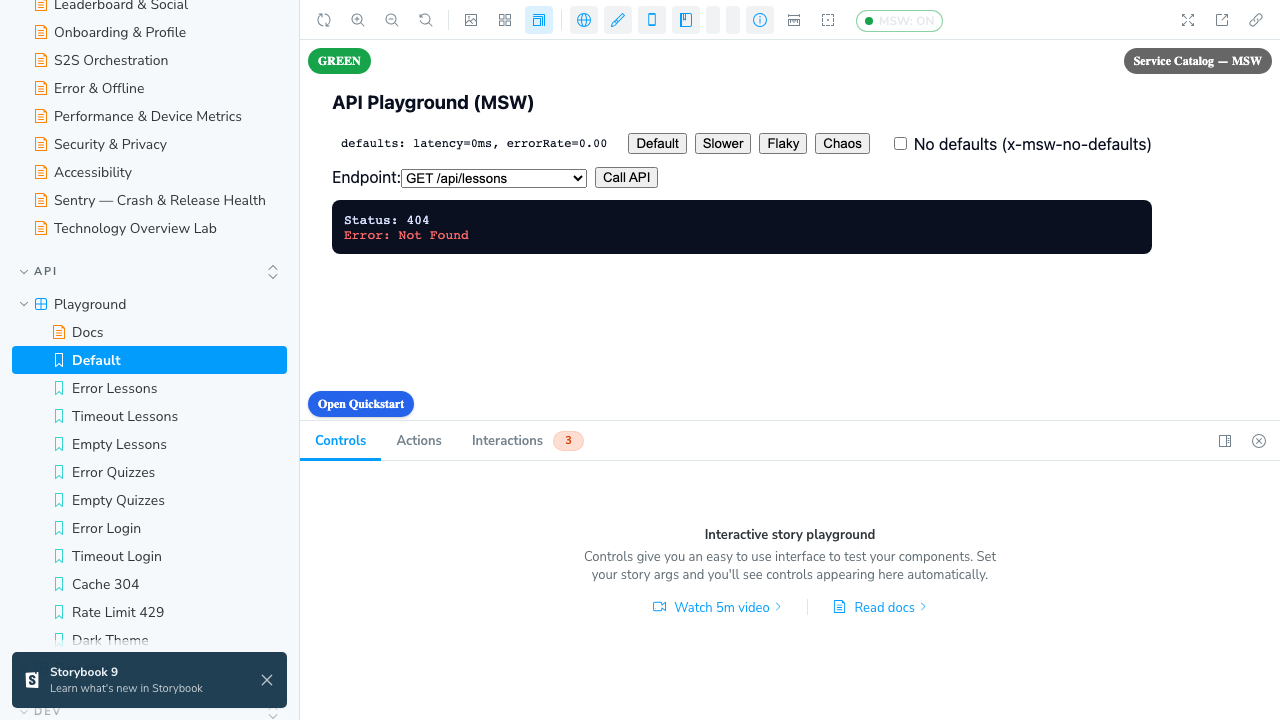 Leaderboard & Social
Onboarding & Profile
S2S Orchestration
Error & Offline
Performance & Device Metrics
Security & Privacy
Accessibility
Sentry — Crash & Release Health
Technology Overview Lab
API
Playground
Docs
Default
Error Lessons
Timeout Lessons
Empty Lessons
Error Quizzes
Empty Quizzes
Error Login
Timeout Login
Cache 304
Rate Limit 429
Dark Theme
Storybook 9
Learn what's new in Storybook
DEV
MSW: ON
GREEN
Service Catalog — MSW
API Playground (MSW)
defaults: latency=0ms, errorRate=0.00
Default
Slower
Flaky
Chaos
No defaults (x-msw-no-defaults)
Endpoint:
GET /api/lessons
Call API
Status: 404
Error: Not Found
Open Quickstart
Controls
Actions
Interactions
3
Interactive story playground
Controls give you an easy to use interface to test your components. Set
your story args and you'll see controls appearing here automatically.
Watch 5m video
Read docs